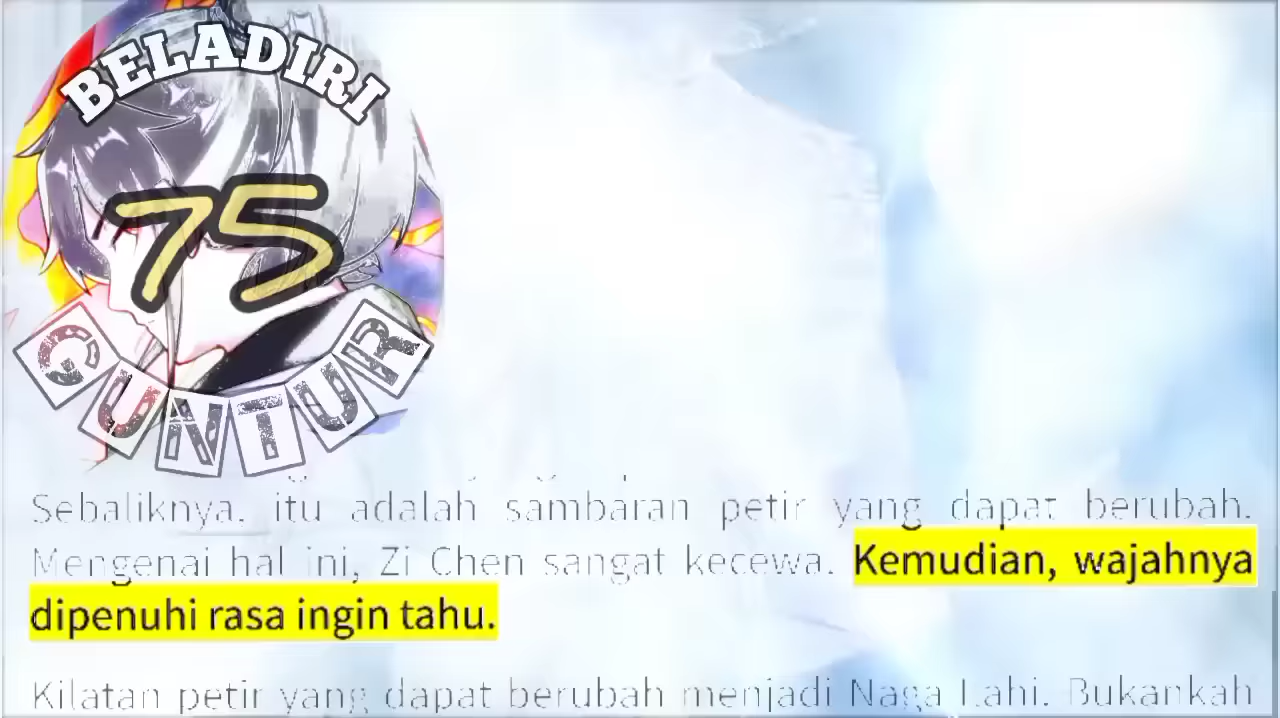 BELADIRI
75
GUNTUR
Sebaliknya. itu adalah sambaran petir yang dapat berubah.
Mengenai hal ini, Zi Chen sangat kecewa. Kemudian, wajahnya
dipenuhi rasa ingin tahu.
Kilatan petir yang dapat berubah menjadi Naga Lahi. Bukankah